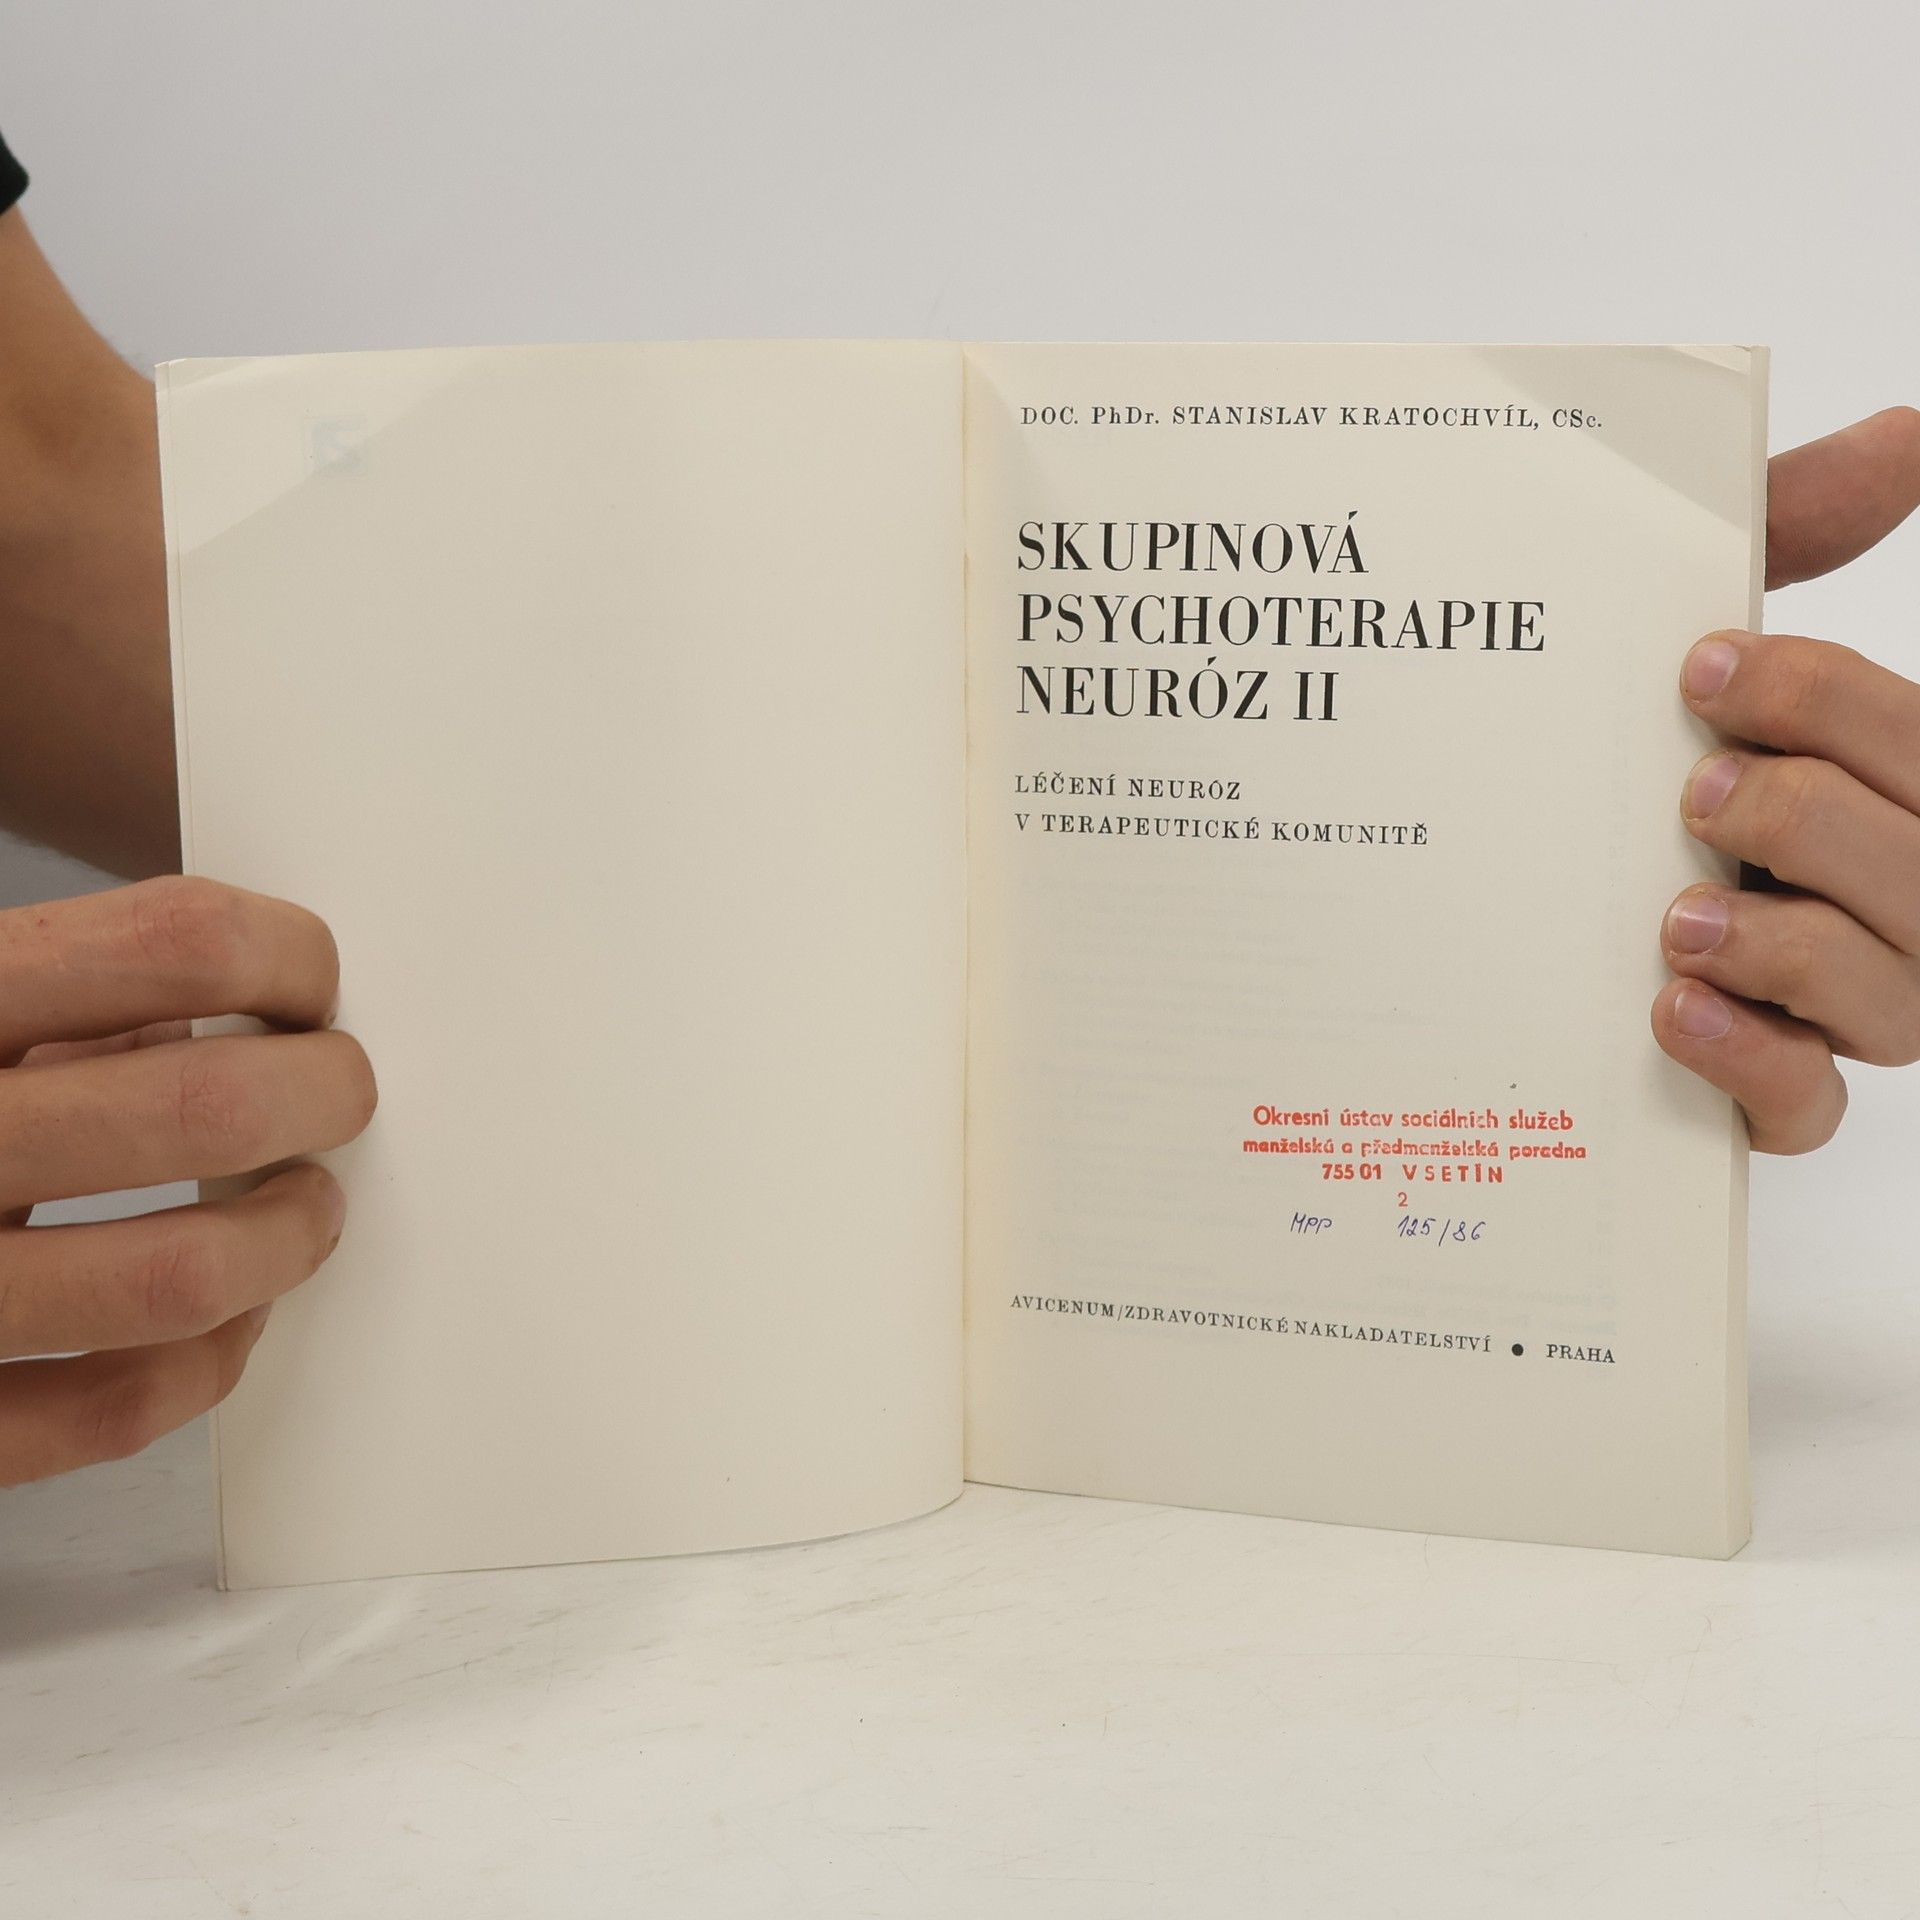 DOC. PhDr. STANISLAV KRATOCHVÍL, CSc.
SKUPINOVÁ
PSYCHOTERAPIE
NEURÓZ II
LÉČENÍ NEURÓZ
V TERAPEUTICKÉ KOMUNITĚ
Okresní ústav sociálních služeb
manželská a předmanželská poradna
755 01 VSETÍN
2
MPP 125/86
AVICENUM/ZDRAVOTNICKÉ NAKLADATELSTVÍ ● PRAHA